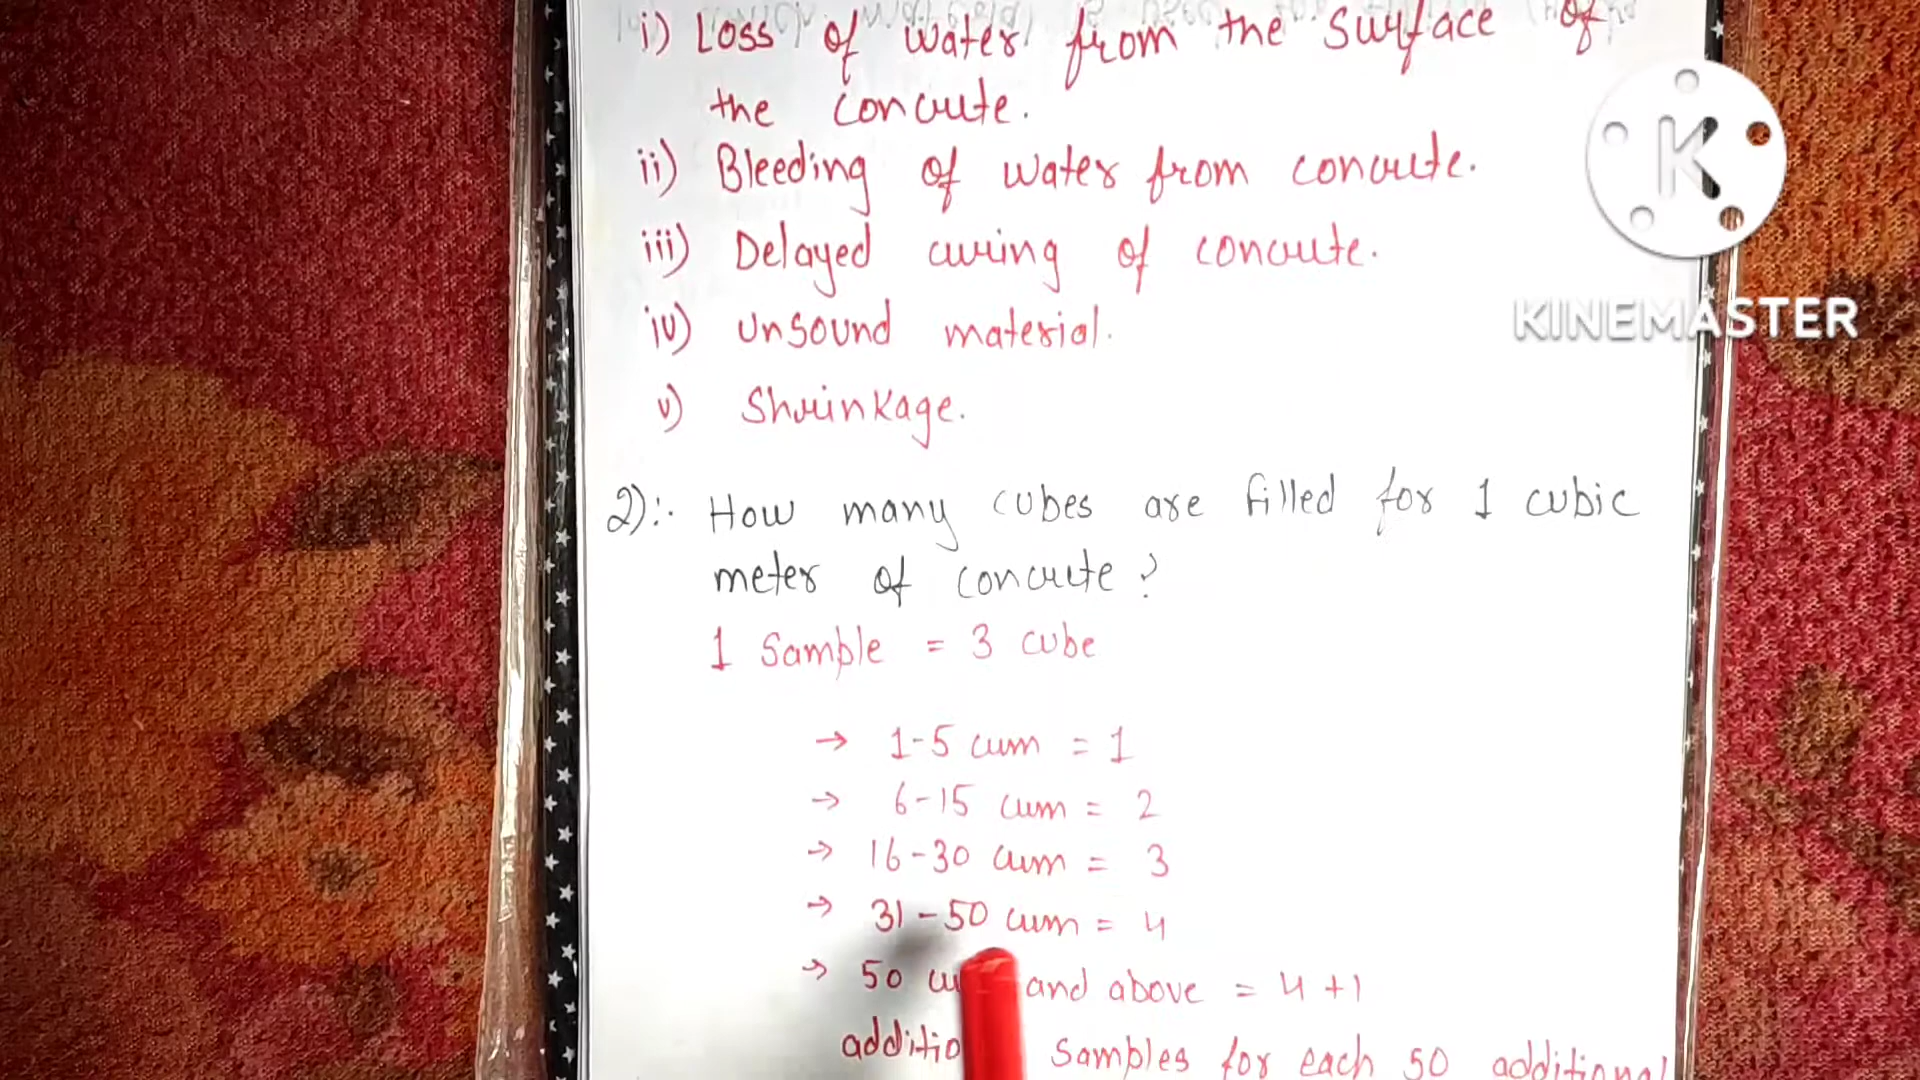 i) Loss of water from the surface of
the concrete.
ii) Bleeding of water from concrete.
iii) Delayed curing of concrete.
iv) unsound material.
v) Shrinkage.
2):- How many cubes are filled for 1 cubic
meter of concrete?
1 Sample = 3 cube
→ 1-5 cum = 1
→ 6-15 cum = 2
→ 16-30 cum = 3
→ 31-50 cum = 4
→ 50 and above = 4+1
samples for each 50 additional
K
KINEMASTER